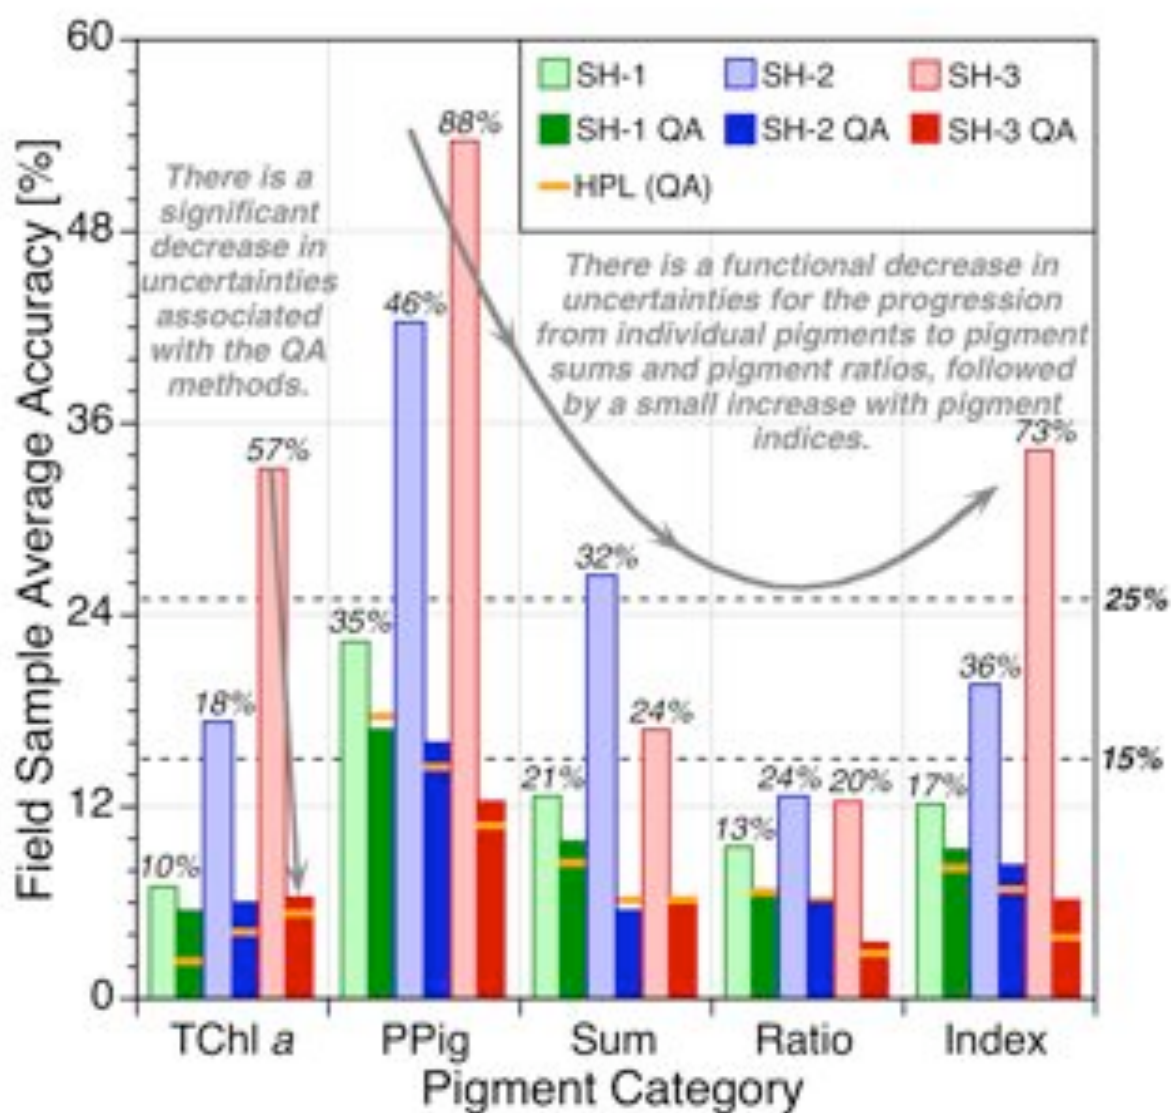 60
48
36
24
12
0
Field Sample Average Accuracy [%]
SH-1 SH-2 SH-3
SH-1 QA SH-2 QA SH-3 QA
HPL (QA)
There is a
significant
decrease in
uncertainties
associated
with the QA
methods.
There is a functional decrease in
uncertainties for the progression
from individual pigments to pigment
sums and pigment ratios, followed
by a small increase with pigment
indices.
10%
18%
57%
35%
46%
88%
21%
32%
24%
13%
24%
20%
17%
36%
73%
25%
15%
TChl a PPig Sum Ratio Index
Pigment Category